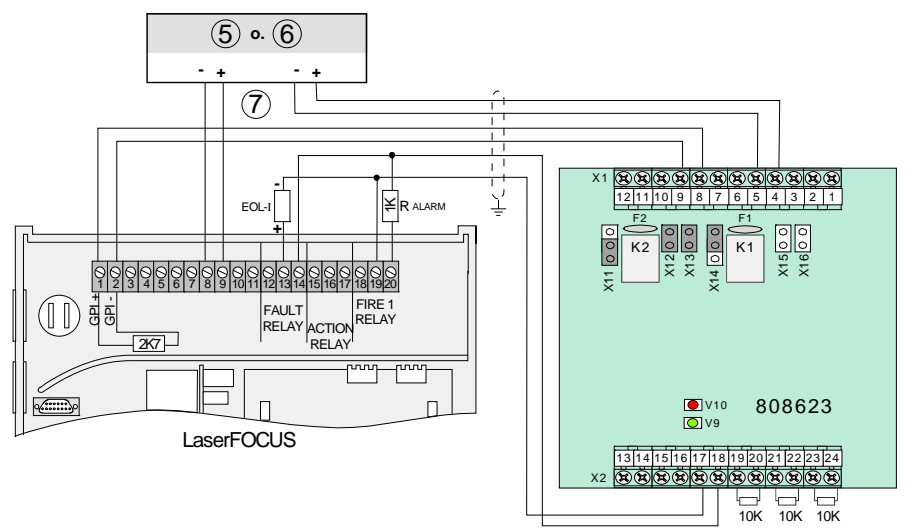 5 o. 6
- + - +
7
X1
12 11 10 9 8 7 6 5 4 3 2 1
EOL-I
-
+
1K
R ALARM
F2 F1
K2 K1
X11 X12 X13 X14 X15 X16
1 2 3 4 5 6 7 8 9 10 11 12 13 14 15 16 17 18 19 20
GPI +
GPI -
FAULT
RELAY
ACTION
RELAY
FIRE 1
RELAY
2K7
V10
V9
808623
LaserFOCUS
13 14 15 16 17 18 19 20 21 22 23 24
X2
10K 10K 10K